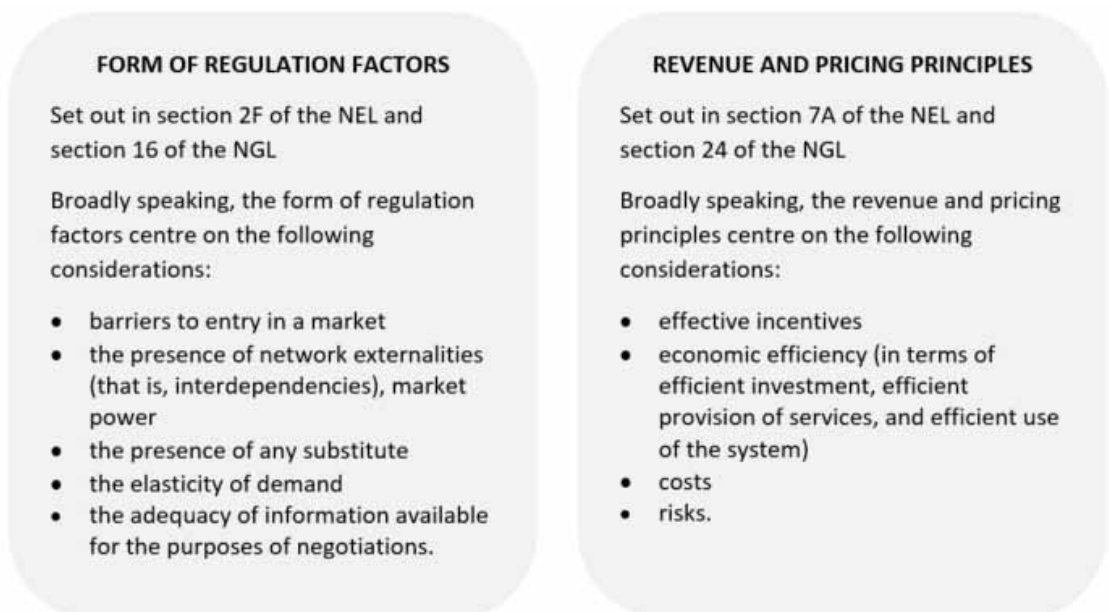 FORM OF REGULATION FACTORS
Set out in section 2F of the NEL and
section 16 of the NGL
Broadly speaking, the form of regulation
factors centre on the following
considerations:
• barriers to entry in a market
• the presence of network externalities
(that is, interdependencies), market
power
• the presence of any substitute
• the elasticity of demand
• the adequacy of information available
for the purposes of negotiations.
REVENUE AND PRICING PRINCIPLES
Set out in section 7A of the NEL and
section 24 of the NGL
Broadly speaking, the revenue and pricing
principles centre on the following
considerations:
• effective incentives
• economic efficiency (in terms of
efficient investment, efficient
provision of services, and efficient use
of the system)
• costs
• risks.